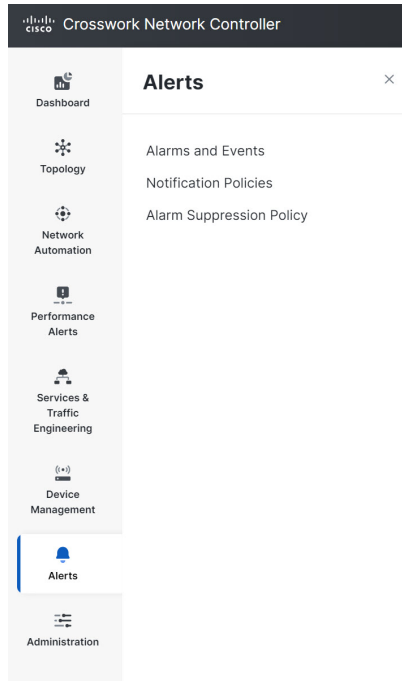 CISCO Crosswork Network Controller
Dashboard
Topology
Network
Automation
Performance
Alerts
Services &
Traffic
Engineering
Device
Management
Alerts
Administration
Alerts
Alarms and Events
Notification Policies
Alarm Suppression Policy